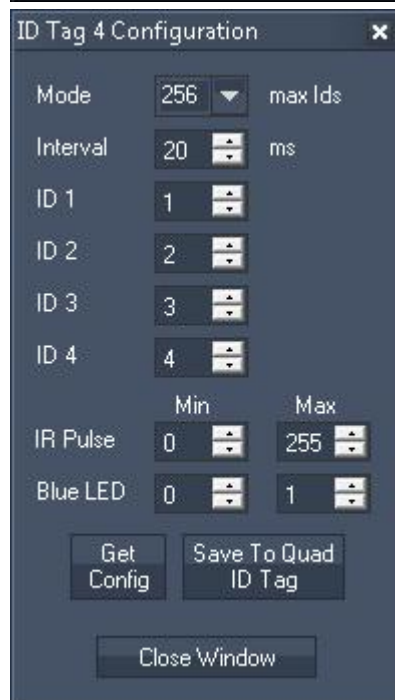 ID Tag 4 Configuration
Mode 256 max Ids
Interval 20 ms
ID 1 1
ID 2 2
ID 3 3
ID 4 4
Min Max
IR Pulse 0 255
Blue LED 0 1
Get Config
Save To Quad ID Tag
Close Window